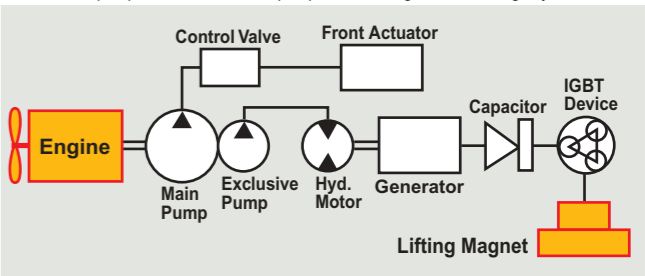 Control Valve
Front Actuator
IGBT
Device
Capacitor
Engine
Main
Pump
Exclusive
Pump
Hyd.
Motor
Generator
Lifting Magnet